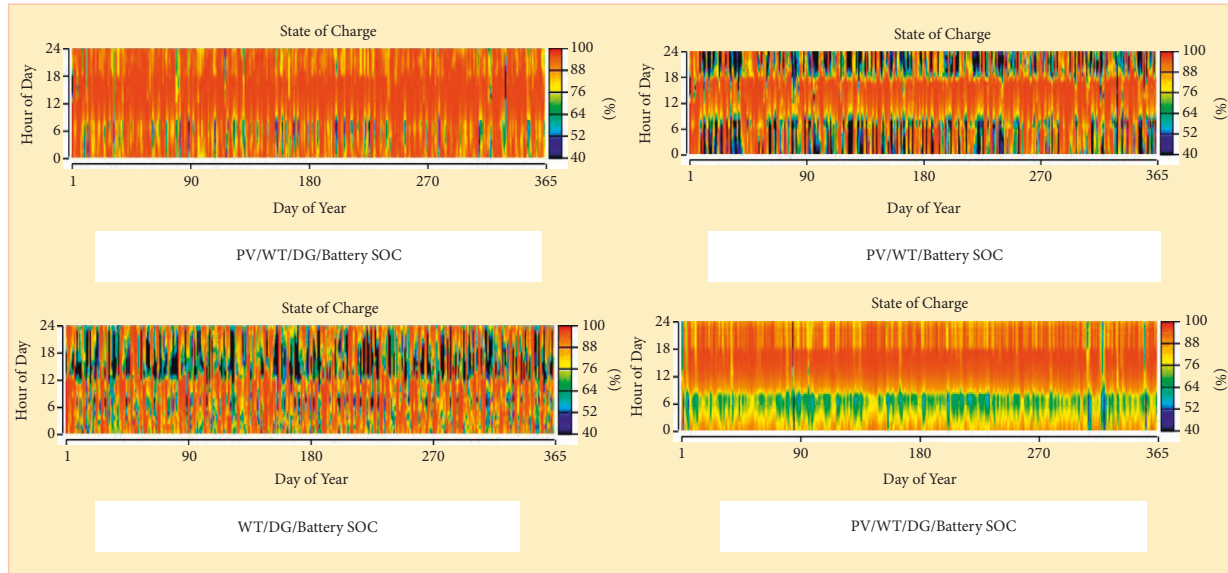 State of Charge
24
18
12
6
0
Hour of Day
100
88
76
64
52
40
(%)
1 90 180 270 365
Day of Year
PV/WT/DG/Battery SOC
State of Charge
24
18
12
6
0
Hour of Day
100
88
76
64
52
40
(%)
1 90 180 270 365
Day of Year
PV/WT/Battery SOC
State of Charge
24
18
12
6
0
Hour of Day
100
88
76
64
52
40
(%)
1 90 180 270 365
Day of Year
WT/DG/Battery SOC
State of Charge
24
18
12
6
0
Hour of Day
100
88
76
64
52
40
(%)
1 90 180 270 365
Day of Year
PV/WT/DG/Battery SOC